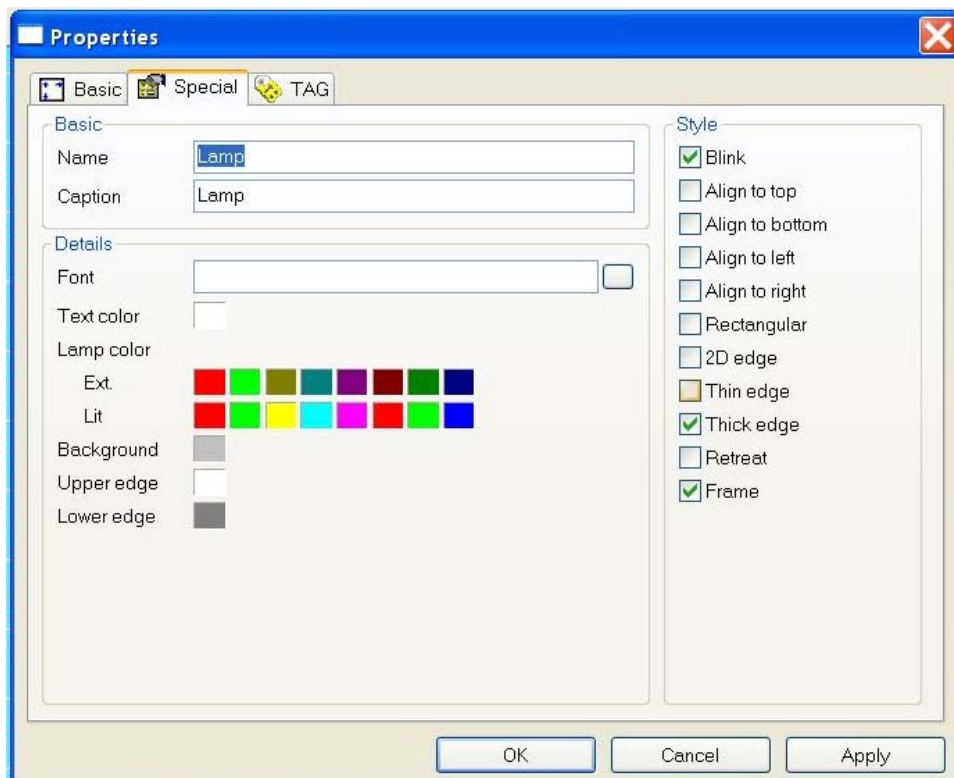 Properties
Basic
Special
TAG
Basic
Name
Lamp
Caption
Lamp
Details
Font
Text color
Lamp color
Ext.
Lit
Background
Upper edge
Lower edge
Style
Blink
Align to top
Align to bottom
Align to left
Align to right
Rectangular
2D edge
Thin edge
Thick edge
Retreat
Frame
OK
Cancel
Apply